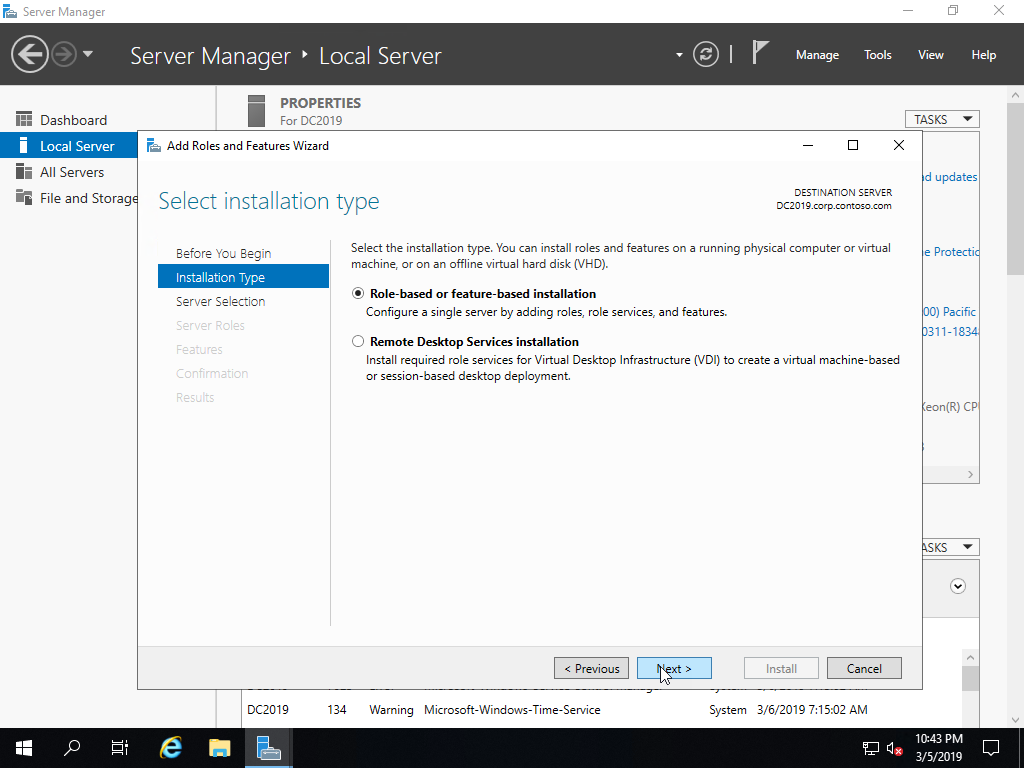 Server Manager
Server Manager
Local Server
Manage
Tools
View
Help
Dashboard
Local Server
All Servers
File and Storage
PROPERTIES
For DC2019
TASKS
updates
Pacific
Add Roles and Features Wizard
Select installation type
DESTINATION SERVER
DC2019.corp.contoso.com
Before You Begin
Installation Type
Server Selection
Server Roles
Features
Confirmation
Results
Select the installation type. You can install roles and features on a running physical computer or virtual
machine, or on an offline virtual hard disk (VHD).
Role-based or feature-based installation
Configure a single server by adding roles, role services, and features.
Remote Desktop Services installation
Install required role services for Virtual Desktop Infrastructure (VDI) to create a virtual machine-based
or session-based desktop deployment.
< Previous
Next >
Install
Cancel
DC2019 134 Warning Microsoft-Windows-Time-Service System 3/6/2019 7:15:02 AM
10:43 PM
3/5/2019